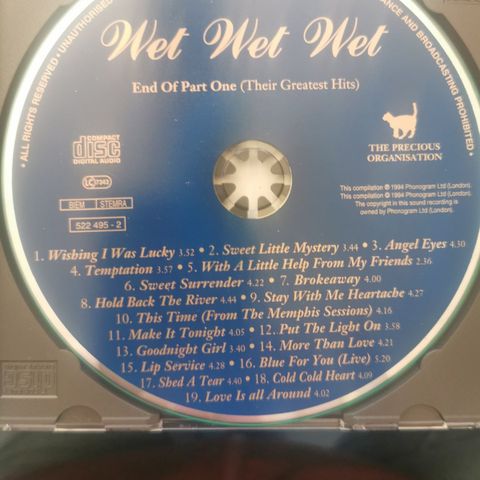 • ALL RIGHTS RESERVED • UNAUTHORISED
ANCE AND BROADCASTING PROHIBITED •
Wet Wet Wet
End Of Part One (Their Greatest Hits)
COMPACT
disc
DIGITAL AUDIO
LC 7343
BIEM STEMRA
522 495 - 2
THE PRECIOUS
ORGANISATION
This compilation ℗ 1994 Phonogram Ltd (London).
This compilation © 1994 Phonogram Ltd (London).
The copyright in this sound recording is
owned by Phonogram Ltd (London).
1. Wishing I Was Lucky 3.52 • 2. Sweet Little Mystery 3.44 • 3. Angel Eyes 4.30
4. Temptation 3.57 • 5. With A Little Help From My Friends 2.36
6. Sweet Surrender 4.22 • 7. Brokeaway 4.00
8. Hold Back The River 4.44 • 9. Stay With Me Heartache 4.27
10. This Time (From The Memphis Sessions) 4.16
11. Make It Tonight 4.05 • 12. Put The Light On 3.58
13. Goodnight Girl 3.40 • 14. More Than Love 4.21
15. Lip Service 4.28 • 16. Blue For You (Live) 5.20
17. Shed A Tear 4.40 • 18. Cold Cold Heart 4.09
19. Love Is all Around 4.02